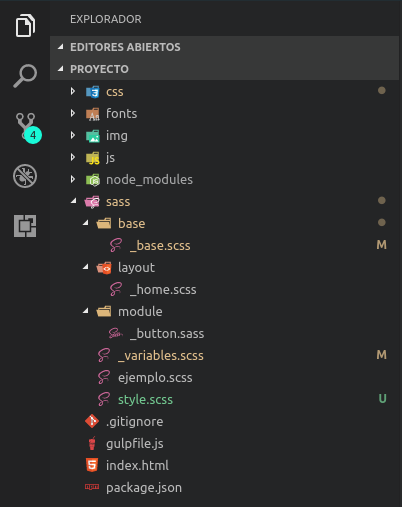 EXPLORADOR
EDITORES ABIERTOS
PROYECTO
css
fonts
img
js
4
node_modules
sass
base
_base.scss M
layout
_home.scss
module
_button.sass
_variables.scss M
ejemplo.scss
style.scss U
.gitignore
gulpfile.js
index.html
package.json